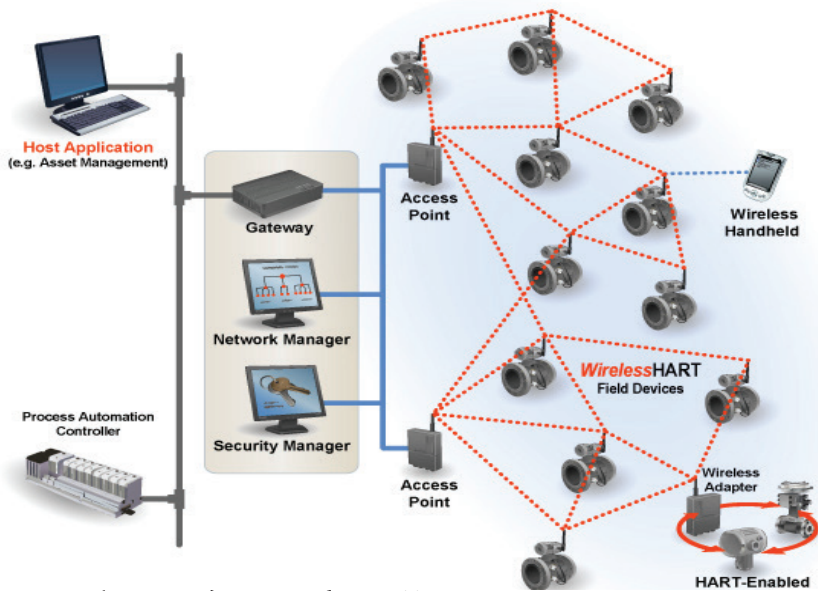 Host Application
(e.g. Asset Management)
Gateway
Network Manager
Security Manager
Process Automation
Controller
Access
Point
Access
Point
Wireless
Handheld
WirelessHART
Field Devices
Wireless
Adapter
HART-Enabled